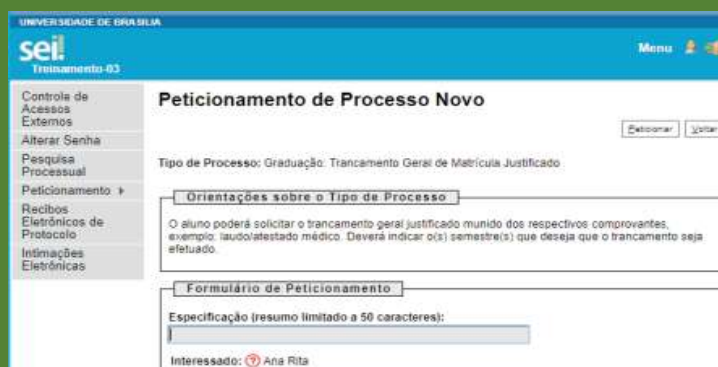 UNIVERSIDADE DE BRASÍLIA
sei!
Treinamento-03
Menu
Controle de
Acessos
Externos
Alterar Senha
Pesquisa
Processual
Peticionamento
Recibos
Eletrônicos de
Protocolo
Intimações
Eletrônicas
Peticionamento de Processo Novo
Peticionar Voltar
Tipo de Processo: Graduação: Trancamento Geral de Matrícula Justificado
Orientações sobre o Tipo de Processo
O aluno poderá solicitar o trancamento geral justificado munido dos respectivos comprovantes,
exemplo: laudo/atestado médico. Deverá indicar o(s) semestre(s) que deseja que o trancamento seja
efetuado.
Formulário de Peticionamento
Especificação (resumo limitado a 50 caracteres):
Interessado: ? Ana Rita